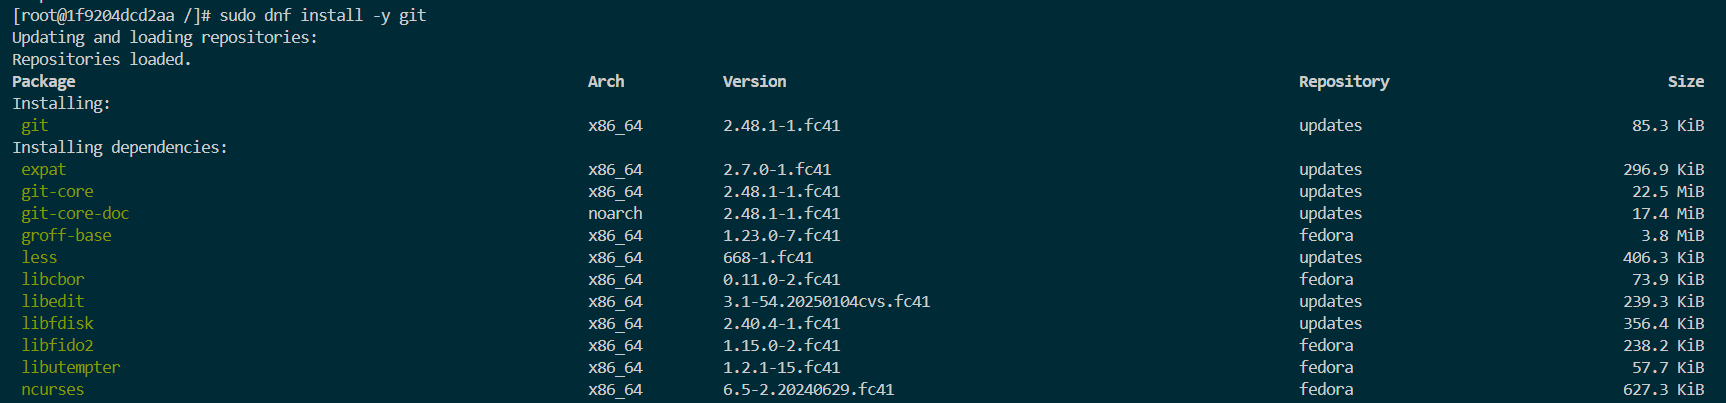 [root@1f9204dcd2aa /]# sudo dnf install -y git
Updating and loading repositories:
Repositories loaded.
Package Arch Version Repository Size
Installing:
git x86_64 2.48.1-1.fc41 updates 85.3 KiB
Installing dependencies:
expat x86_64 2.7.0-1.fc41 updates 296.9 KiB
git-core x86_64 2.48.1-1.fc41 updates 22.5 MiB
git-core-doc noarch 2.48.1-1.fc41 updates 17.4 MiB
groff-base x86_64 1.23.0-7.fc41 fedora 3.8 MiB
less x86_64 668-1.fc41 updates 406.3 KiB
libcbor x86_64 0.11.0-2.fc41 fedora 73.9 KiB
libedit x86_64 3.1-54.20250104cvs.fc41 updates 239.3 KiB
libfdisk x86_64 2.40.4-1.fc41 updates 356.4 KiB
libfido2 x86_64 1.15.0-2.fc41 fedora 238.2 KiB
libutempter x86_64 1.2.1-15.fc41 fedora 57.7 KiB
ncurses x86_64 6.5-2.20240629.fc41 fedora 627.3 KiB